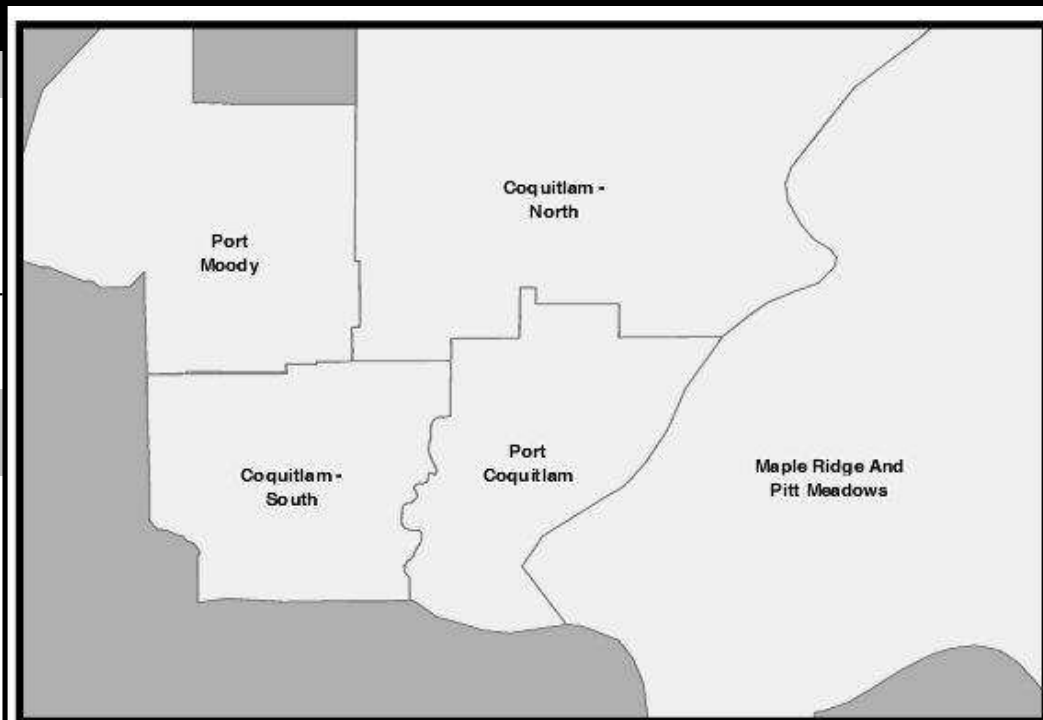 Coquitlam -
North
Port
Moody
Port
Coquitlam
Coquitlam -
South
Maple Ridge And
Pitt Meadows